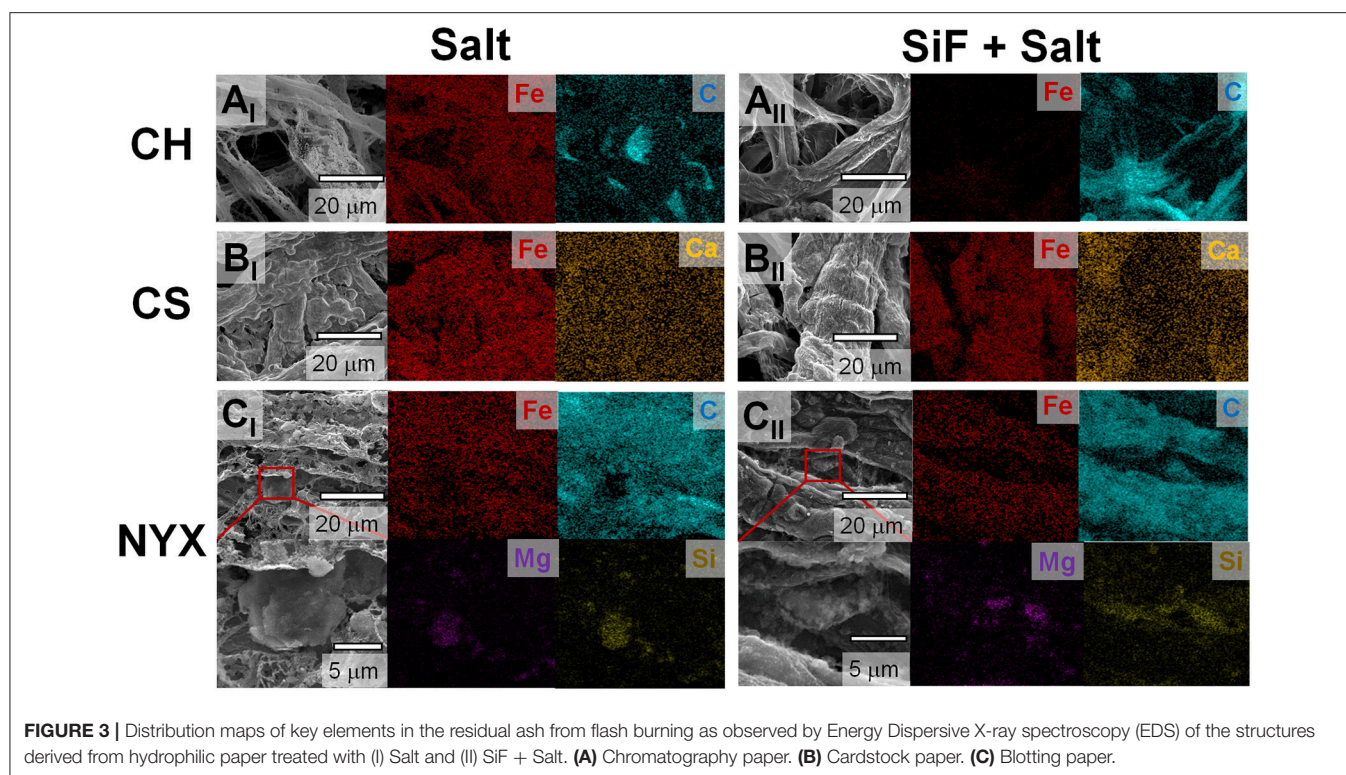 Salt
SiF + Salt
CH
A_I
Fe
C
20 μm
A_II
Fe
C
20 μm
CS
B_I
Fe
Ca
20 μm
B_II
Fe
Ca
20 μm
NYX
C_I
Fe
C
20 μm
Mg
Si
5 μm
C_II
Fe
C
20 μm
Mg
Si
5 μm
FIGURE 3 | Distribution maps of key elements in the residual ash from flash burning as observed by Energy Dispersive X-ray spectroscopy (EDS) of the structures
derived from hydrophilic paper treated with (I) Salt and (II) SiF + Salt. (A) Chromatography paper. (B) Cardstock paper. (C) Blotting paper.